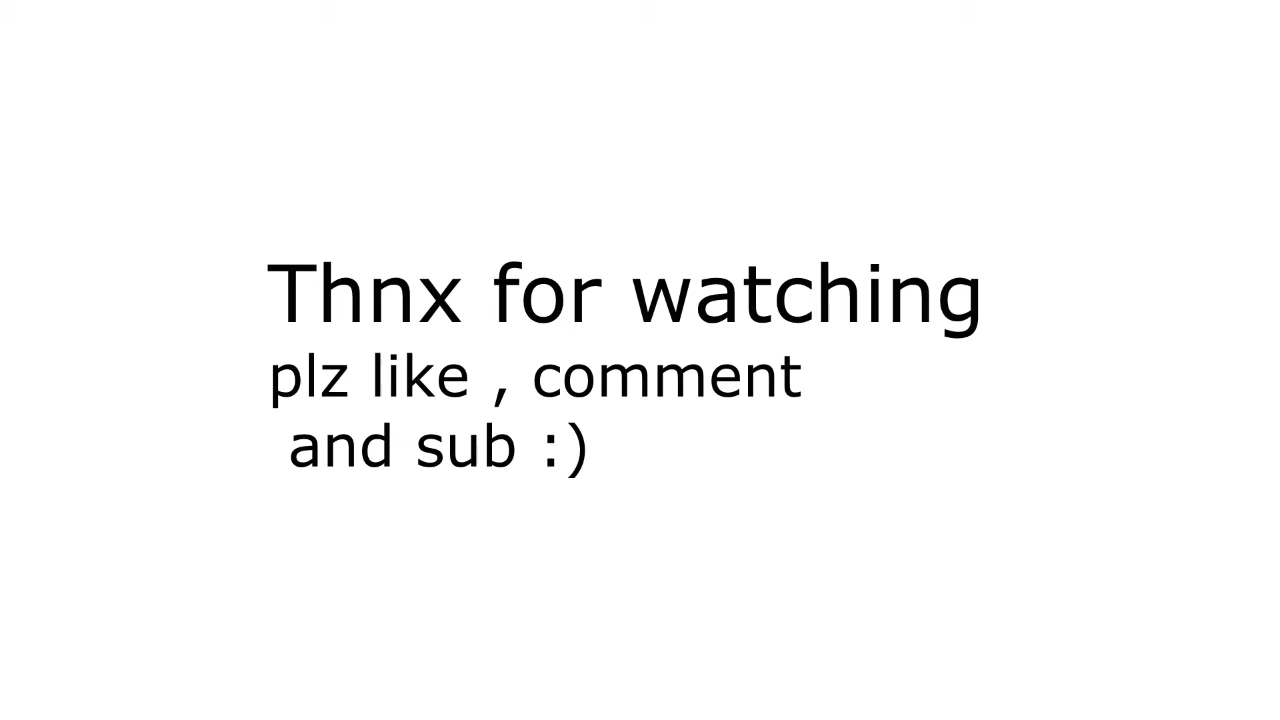 Thnx for watching
plz like , comment
and sub :)